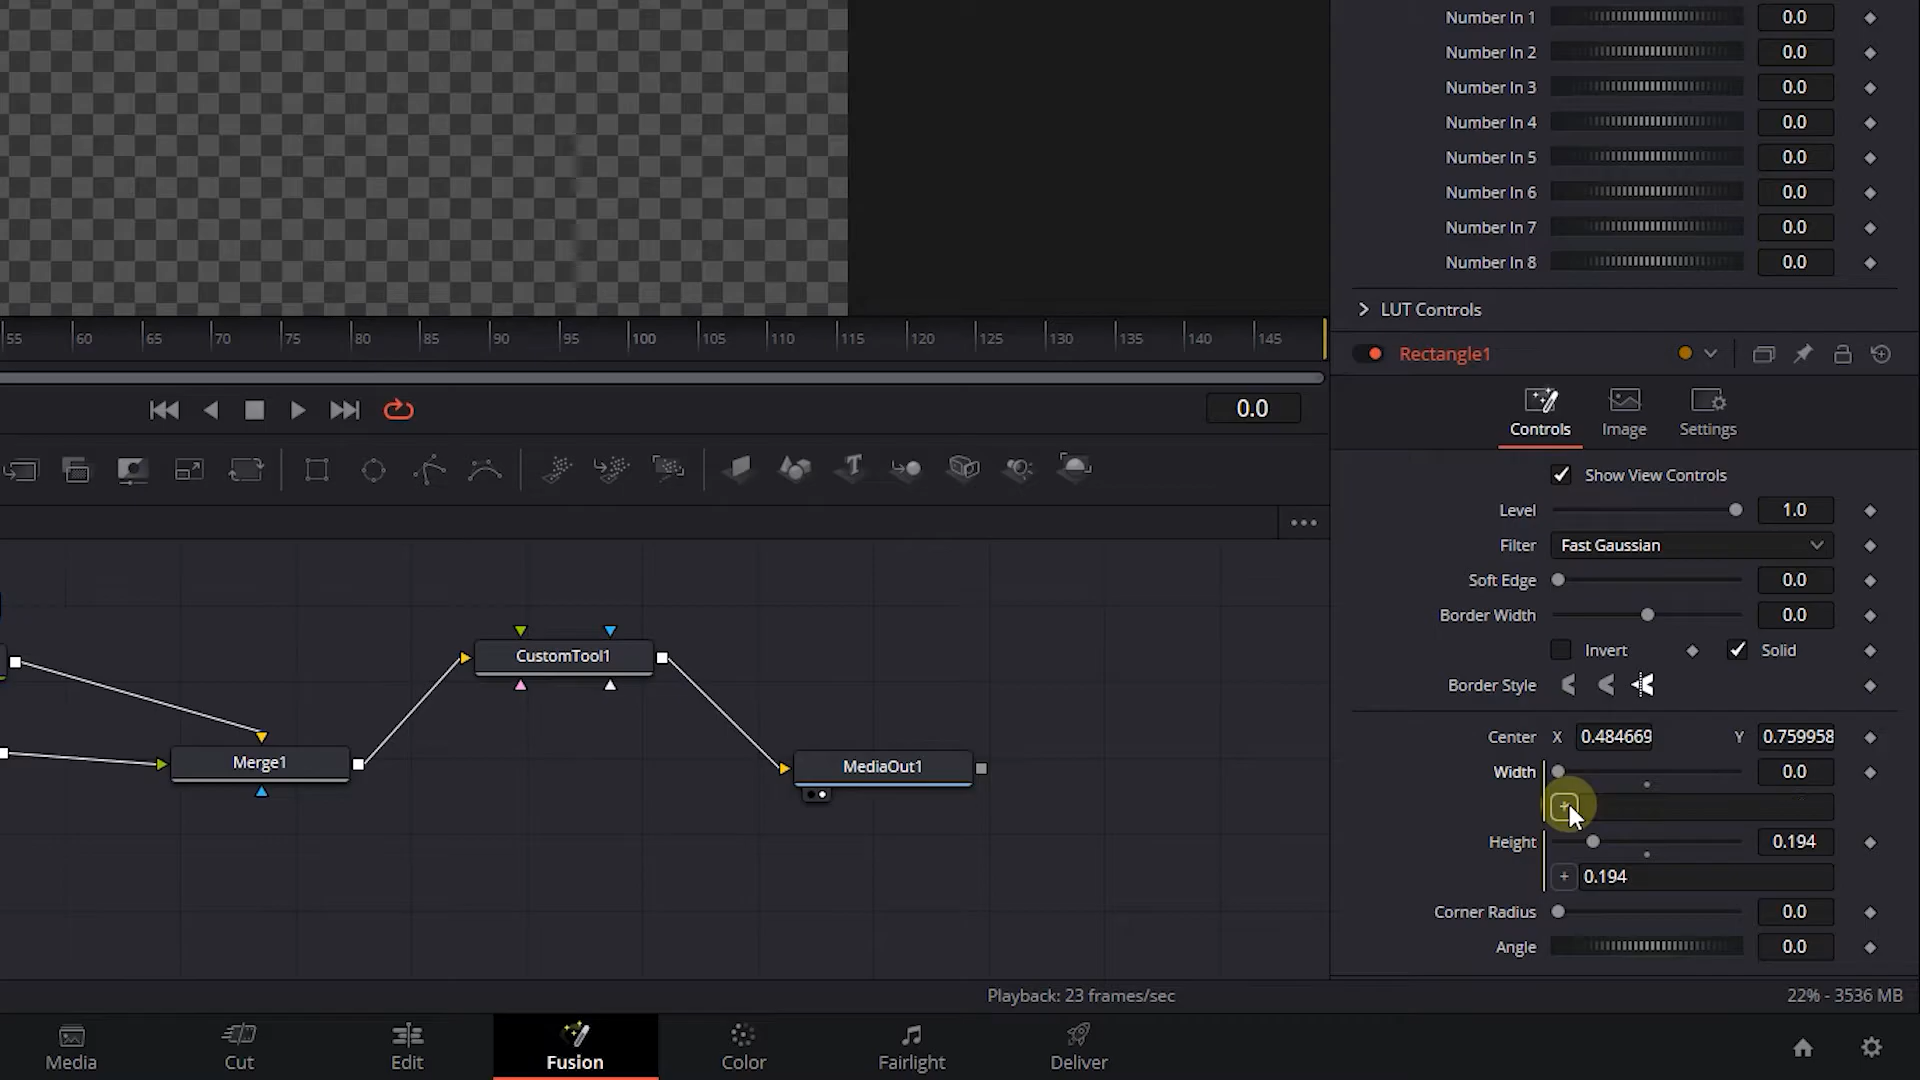 Number In 1 0.0
Number In 2 0.0
Number In 3 0.0
Number In 4 0.0
Number In 5 0.0
Number In 6 0.0
Number In 7 0.0
Number In 8 0.0
LUT Controls
55 60 65 70 75 80 85 90 95 100 105 110 115 120 125 130 135 140 145
Rectangle1
0.0
Controls Image Settings
Show View Controls
Level 1.0
Filter Fast Gaussian
Soft Edge 0.0
Border Width 0.0
Invert Solid
Border Style
CustomTool1
Merge1
MediaOut1
Center X 0.484669 Y 0.759958
Width 0.0
Height 0.194
0.194
Corner Radius 0.0
Angle 0.0
Playback: 23 frames/sec
22% - 3536 MB
Media Cut Edit Fusion Color Fairlight Deliver